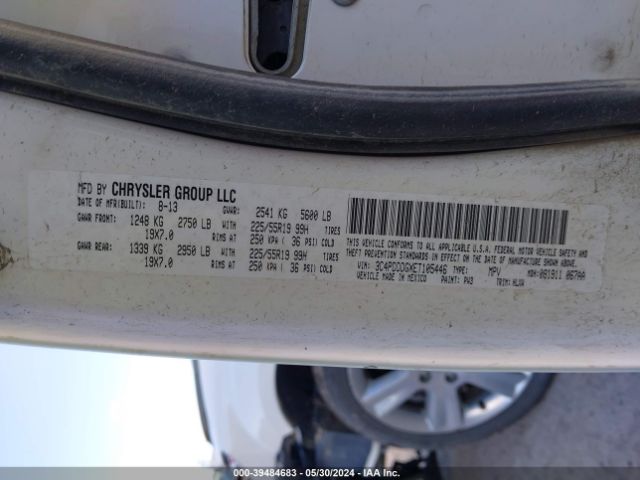 MFD BY CHRYSLER GROUP LLC
DATE OF MFR(BUILT): 8-13 GVWR: 2541 KG 5600 LB
GAWR FRONT: 1248 KG 2750 LB WITH 225/55R19 99H TIRES
19X7.0 RIMS AT 250 KPA ( 36 PSI) COLD
GAWR REAR: 1339 KG 2950 LB WITH 225/55R19 99H TIRES
19X7.0 RIMS AT 250 KPA ( 36 PSI) COLD
THIS VEHICLE CONFORMS TO ALL APPLICABLE U.S.A. FEDERAL MOTOR VEHICLE SAFETY AND
THEFT PREVENTION STANDARDS IN EFFECT ON THE DATE OF MANUFACTURE SHOWN ABOVE.
VIN: 3C4PDDDGXET105446 TYPE: MPV MDH: 081911 067AA
VEHICLE MADE IN MEXICO PAINT: PW3 TRIM:
000-39484683 - 05/30/2024 - IAA Inc.